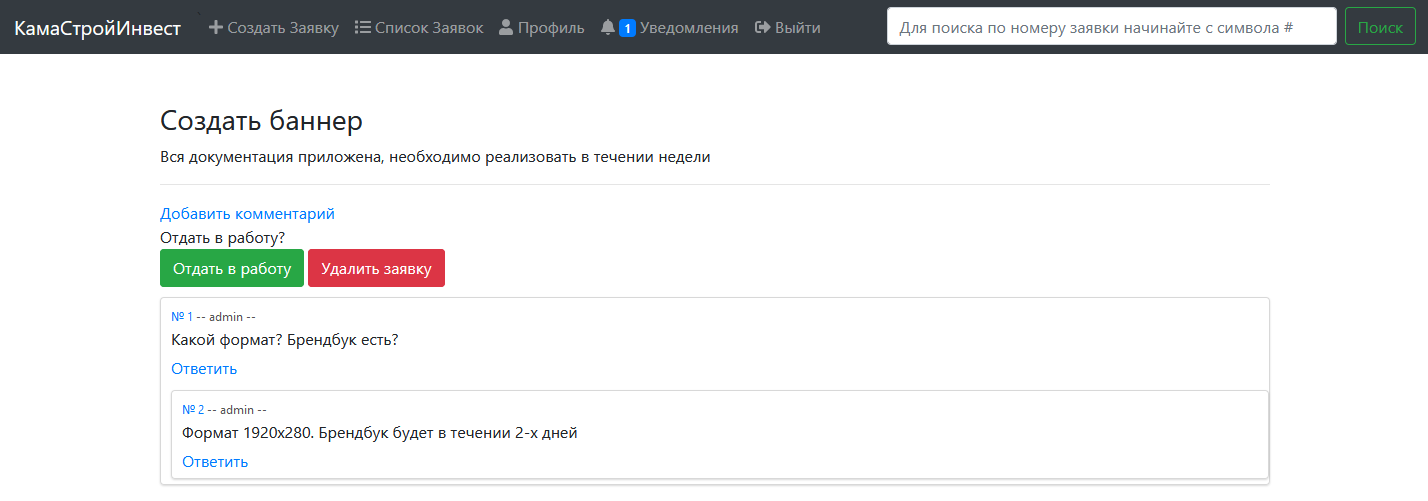 КамаСтройИнвест Создать Заявку Список Заявок Профиль 1 Уведомления Выйти Для поиска по номеру заявки начинайте с символа # Поиск
Создать баннер
Вся документация приложена, необходимо реализовать в течении недели
Добавить комментарий
Отдать в работу?
Отдать в работу Удалить заявку
№ 1 -- admin --
Какой формат? Брендбук есть?
Ответить
№ 2 -- admin --
Формат 1920x280. Брендбук будет в течении 2-х дней
Ответить